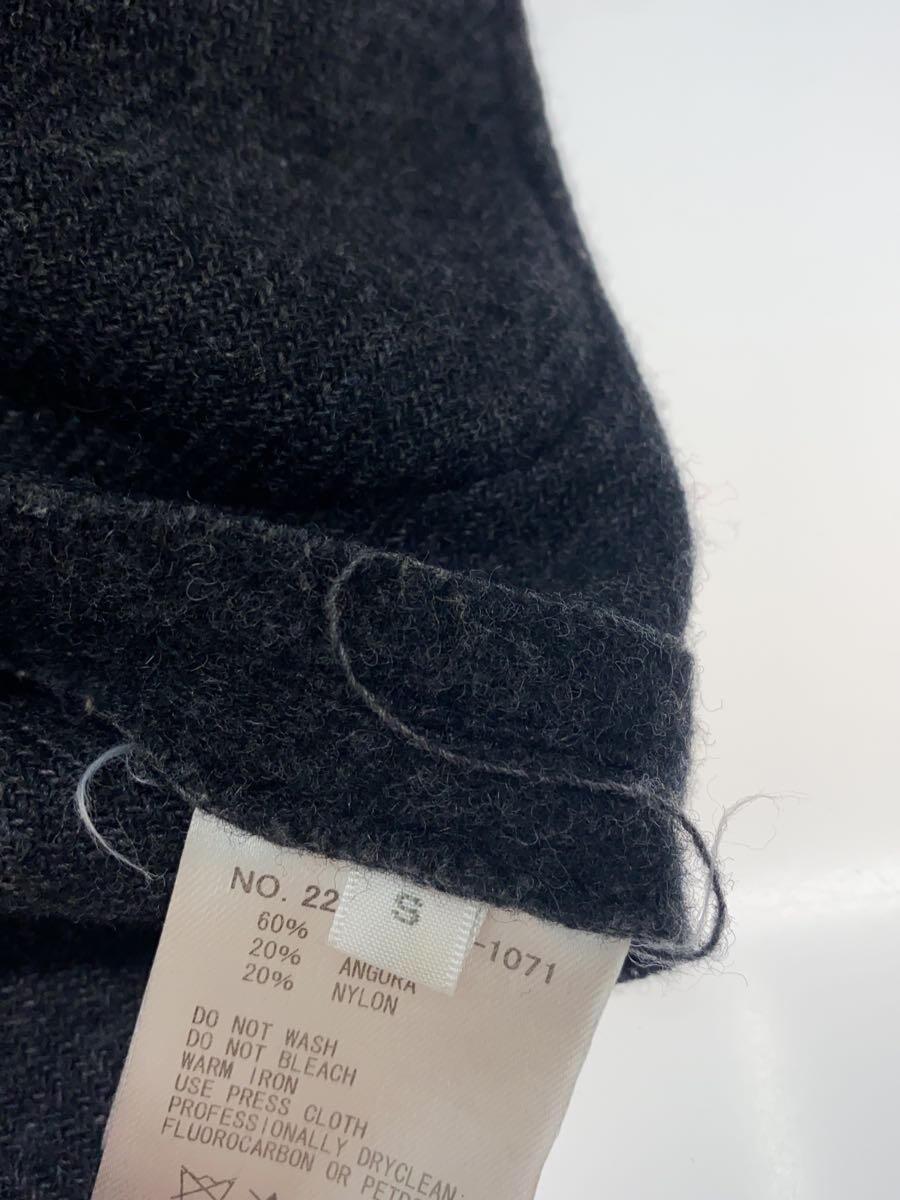 NO. 22
-1071
S
60%
20% ANGORA
20% NYLON
DO NOT WASH
DO NOT BLEACH
WARM IRON
USE PRESS CLOTH
PROFESSIONALLY DRYCLEAN:
FLUOROCARBON OR